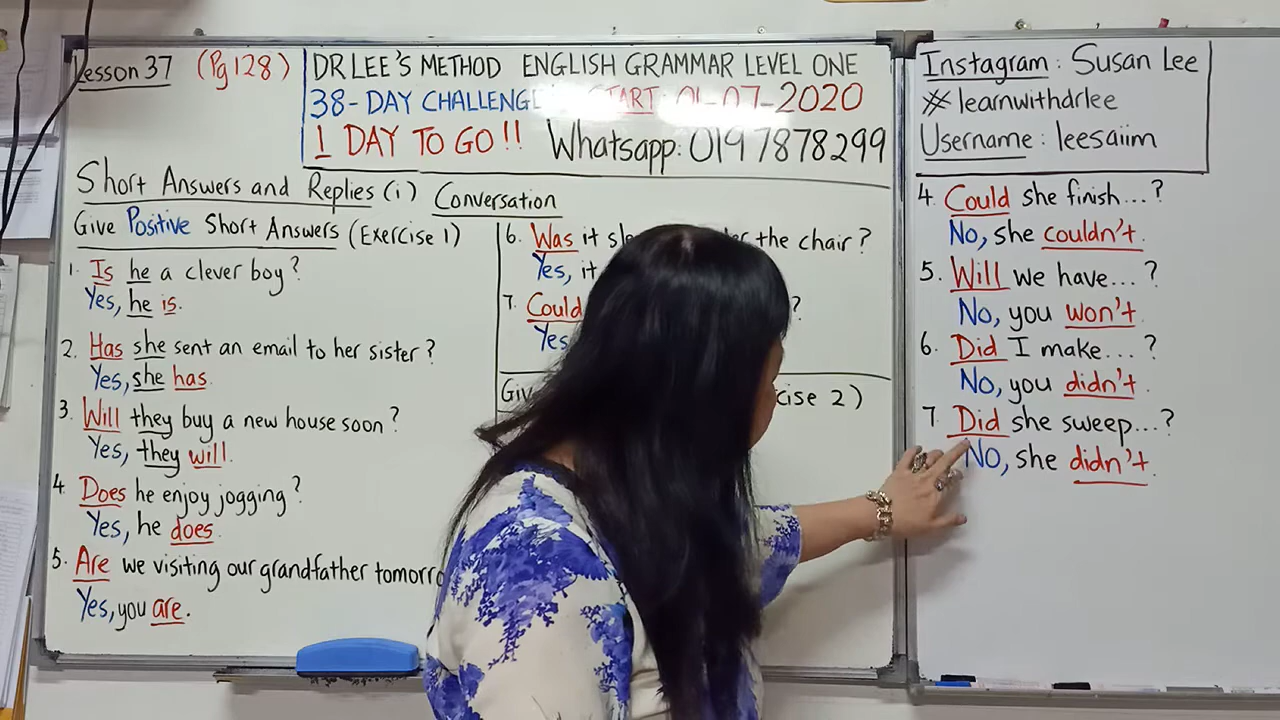 Lesson 37 (Pg 128)
DR LEE'S METHOD ENGLISH GRAMMAR LEVEL ONE
38-DAY CHALLENGE START: 01-07-2020
1 DAY TO GO!! Whatsapp: 0197878299
Short Answers and Replies (i) Conversation
Give Positive Short Answers (Exercise 1)
1. Is he a clever boy?
Yes, he is.
2. Has she sent an email to her sister?
Yes, she has.
3. Will they buy a new house soon?
Yes, they will.
4. Does he enjoy jogging?
Yes, he does.
5. Are we visiting our grandfather
Yes, you are.
6. Was it the chair?
Yes, it
7. Could ?
Yes
2)
Instagram: Susan Lee
# learnwithdrlee
Username: leesaiim
4. Could she finish...?
No, she couldn't.
5. Will we have...?
No, you won't.
6. Did I make...?
No, you didn't.
7. Did she sweep...?
No, she didn't.